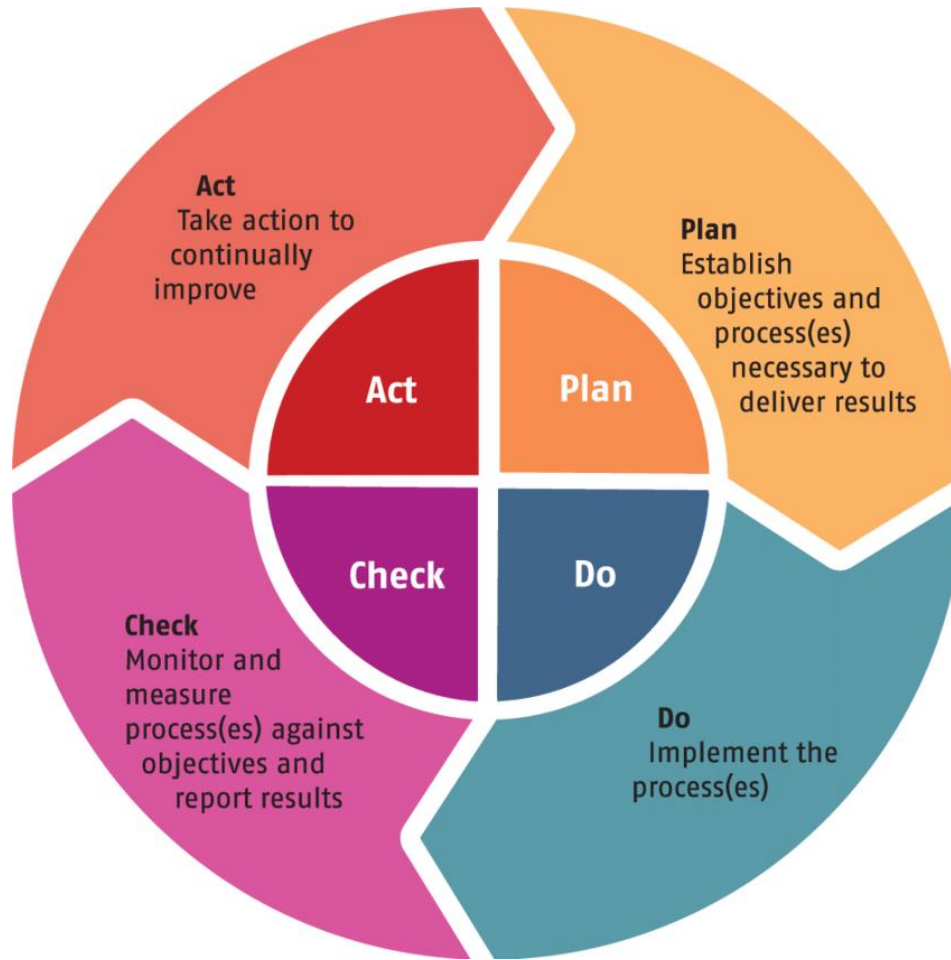 Act
Take action to
continually
improve
Plan
Establish
objectives and
process(es)
necessary to
deliver results
Act
Plan
Check
Do
Check
Monitor and
measure
process(es) against
objectives and
report results
Do
Implement the
process(es)